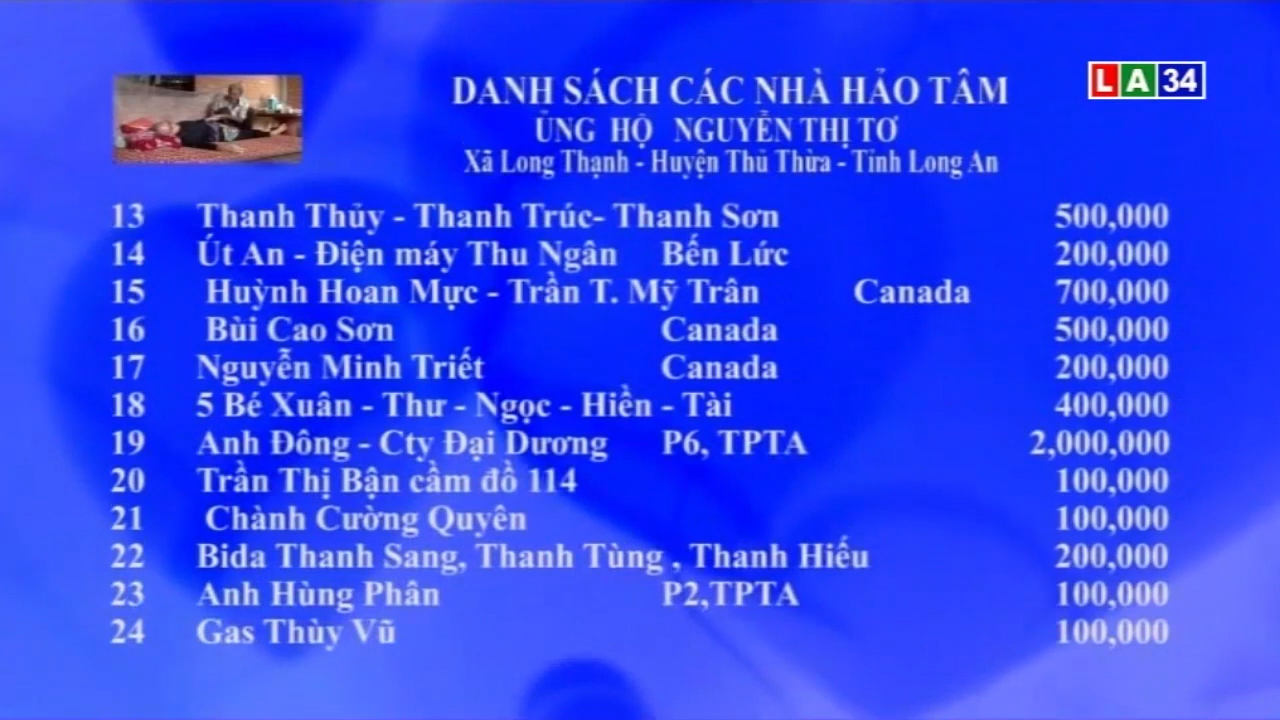 DANH SÁCH CÁC NHÀ HẢO TÂM
LA34
ỦNG HỘ NGUYỄN THỊ TƠ
Xã Long Thạnh - Huyện Thủ Thừa - Tỉnh Long An
13 Thanh Thủy - Thanh Trúc- Thanh Sơn 500,000
14 Út An - Điện máy Thu Ngân Bến Lức 200,000
15 Huỳnh Hoan Mực - Trần T. Mỹ Trân Canada 700,000
16 Bùi Cao Sơn Canada 500,000
17 Nguyễn Minh Triết Canada 200,000
18 5 Bé Xuân - Thư - Ngọc - Hiền - Tài 400,000
19 Anh Đông - Cty Đại Dương P6, TPTA 2,000,000
20 Trần Thị Bận cầm đồ 114 100,000
21 Chành Cường Quyên 100,000
22 Bida Thanh Sang, Thanh Tùng , Thanh Hiếu 200,000
23 Anh Hùng Phân P2,TPTA 100,000
24 Gas Thùy Vũ 100,000